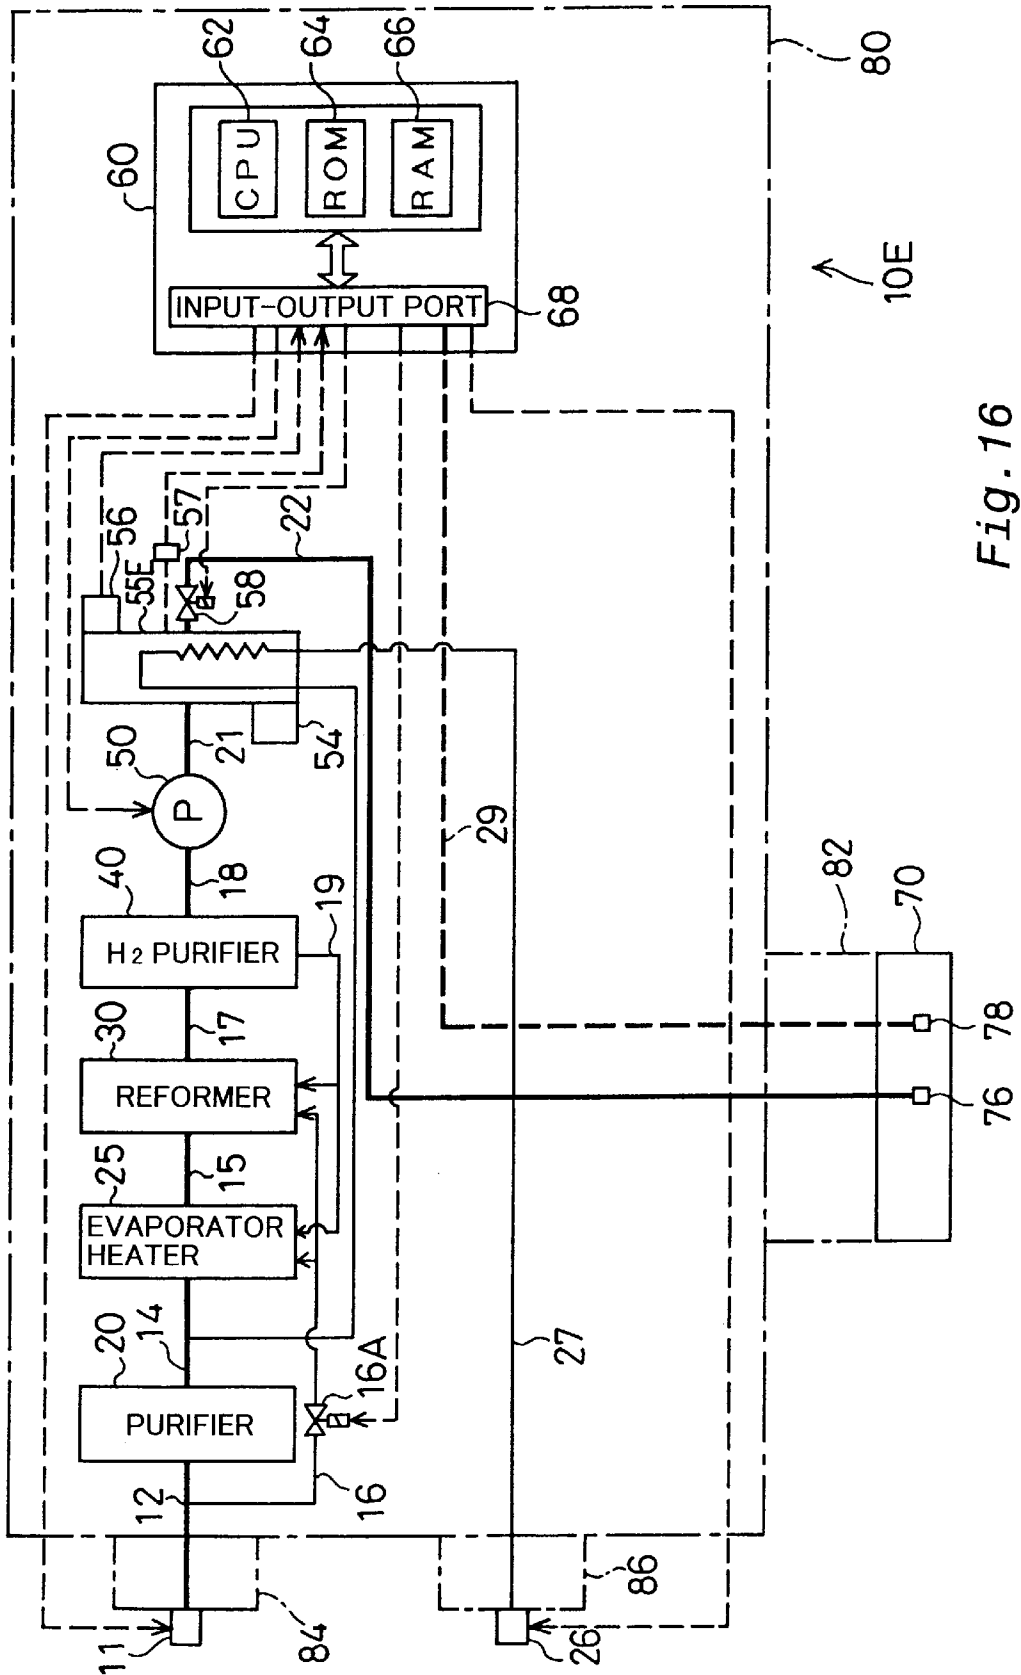 80
60
62
64
66
CPU
ROM
RAM
INPUT-OUTPUT PORT
68
10E
56
55E
57
58
22
54
50
P
21
18
40
H2 PURIFIER
19
17
30
REFORMER
15
25
EVAPORATOR
HEATER
14
20
PURIFIER
12
16
16A
11
84
86
26
27
29
82
70
78
76
Fig.16